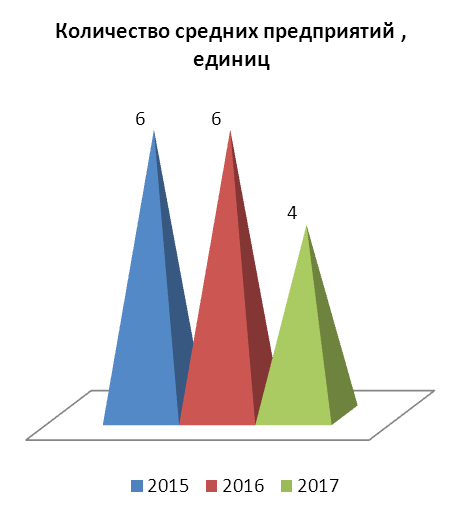 Количество средних предприятий ,
единиц
6 6
4
2015 2016 2017